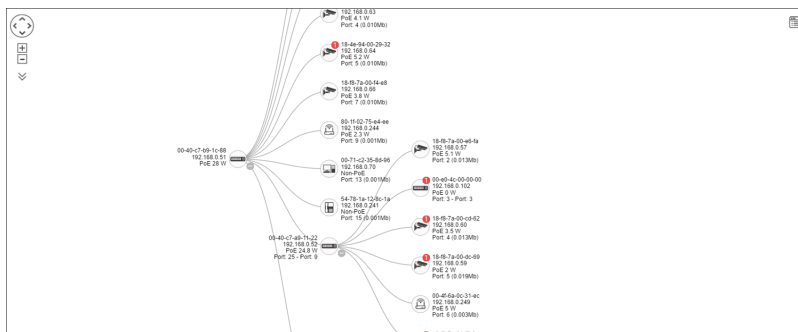 192.168.0.63
PoE 4.1 W
Port: 4 (0.010Mb)
1
18-4e-94-00-29-32
192.168.0.64
PoE 5.2 W
Port: 5 (0.010Mb)
18-f8-7a-00-f4-e8
192.168.0.66
PoE 3.8 W
Port: 7 (0.010Mb)
80-1f-02-75-e4-ee
192.168.0.244
PoE 2.3 W
Port: 9 (0.001Mb)
00-40-c7-b9-1c-88
192.168.0.51
PoE 28 W
00-71-c2-35-8d-96
192.168.0.70
Non-PoE
Port: 13 (0.001Mb)
54-78-1a-12-8c-1a
192.168.0.241
Non-PoE
Port: 15 (0.001Mb)
00-40-c7-a9-11-22
192.168.0.52
PoE 24.8 W
Port: 25 - Port: 9
18-f8-7a-00-e6-fa
192.168.0.57
PoE 5.1 W
Port: 2 (0.013Mb)
1
00-e0-4c-00-00-00
192.168.0.102
PoE 0 W
Port: 3 - Port: 3
1
18-f8-7a-00-cd-62
192.168.0.60
PoE 3.5 W
Port: 4 (0.013Mb)
1
18-f8-7a-00-dc-69
192.168.0.59
PoE 2 W
Port: 5 (0.019Mb)
00-4f-6a-0c-31-ec
192.168.0.249
PoE 5 W
Port: 6 (0.003Mb)